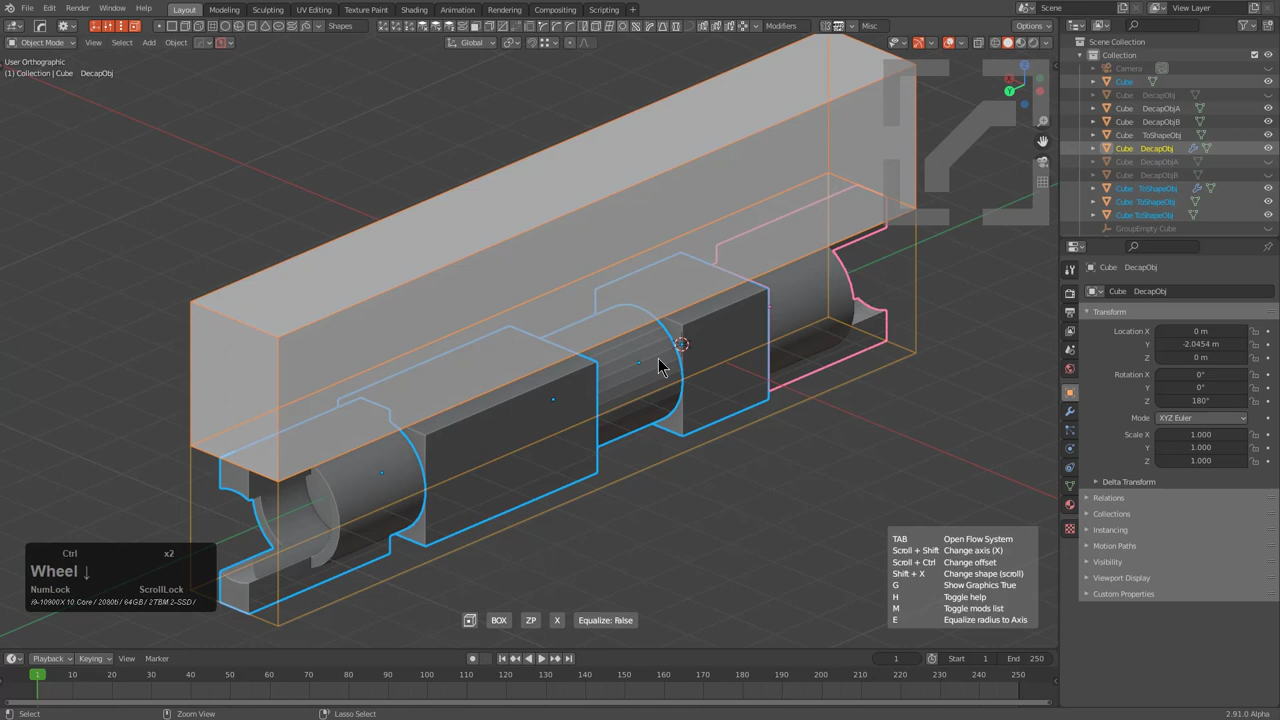 File Edit Render Window Help
Layout Modeling Sculpting UV Editing Texture Paint Shading Animation Rendering Compositing Scripting +
Scene
View Layer
Shapes
Modifiers
Misc
Options
Object Mode View Select Add Object
Global
User Orthographic
(1) Collection | Cube DecapObj
Scene Collection
Collection
Camera
Cube
Cube DecapObj
Cube DecapObjA
Cube DecapObjB
Cube ToShapeObj
Cube DecapObj
Cube DecapObjA
Cube DecapObjB
Cube ToShapeObj
Cube ToShapeObj
Cube ToShapeObj
GroupEmpty Cube
Cube DecapObj
Cube DecapObj
Transform
Location X 0 m
Y -2.0454 m
Z 0 m
Rotation X 0°
Y 0°
Z 180°
Mode XYZ Euler
Scale X 1.000
Y 1.000
Z 1.000
Delta Transform
Relations
Collections
Instancing
Motion Paths
Visibility
Viewport Display
Custom Properties
TAB Open Flow System
Scroll + Shift Change axis (X)
Scroll + Ctrl Change offset
Shift + X Change shape (scroll)
G Show Graphics True
H Toggle help
M Toggle mods list
E Equalize radius to Axis
Ctrl x2
Wheel ↓
NumLock ScrollLock
i9-10900X 10 Core / 2080ti / 64GB / 2TBM.2-SSD /
BOX ZP X Equalize: False
Playback Keying View Marker
1 Start 1 End 250
1 10 20 30 40 50 60 70 80 90 100 110 120 130 140 150 160 170 180 190 200 210 220 230 240 250
Select Zoom View Lasso Select
2.91.0 Alpha